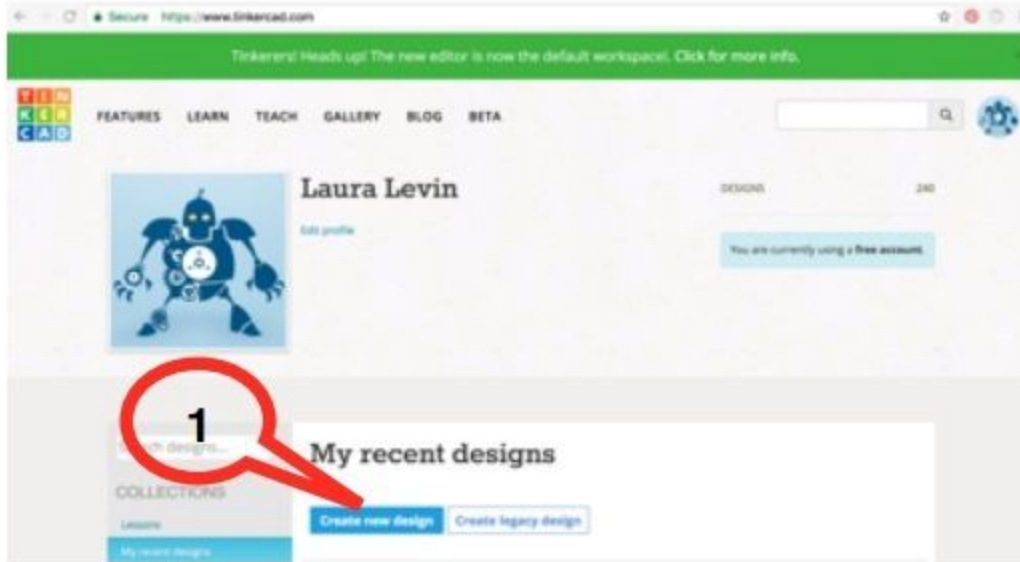 Secure https://www.tinkercad.com
Tinkerers! Heads up! The new editor is now the default workspace!. Click for more info.
TIN
KER
CAD
FEATURES LEARN TEACH GALLERY BLOG BETA
Laura Levin
Edit profile
DESIGNS 240
You are currently using a free account.
1
designs...
My recent designs
COLLECTIONS
Create new design Create legacy design
Lessons
My recent designs